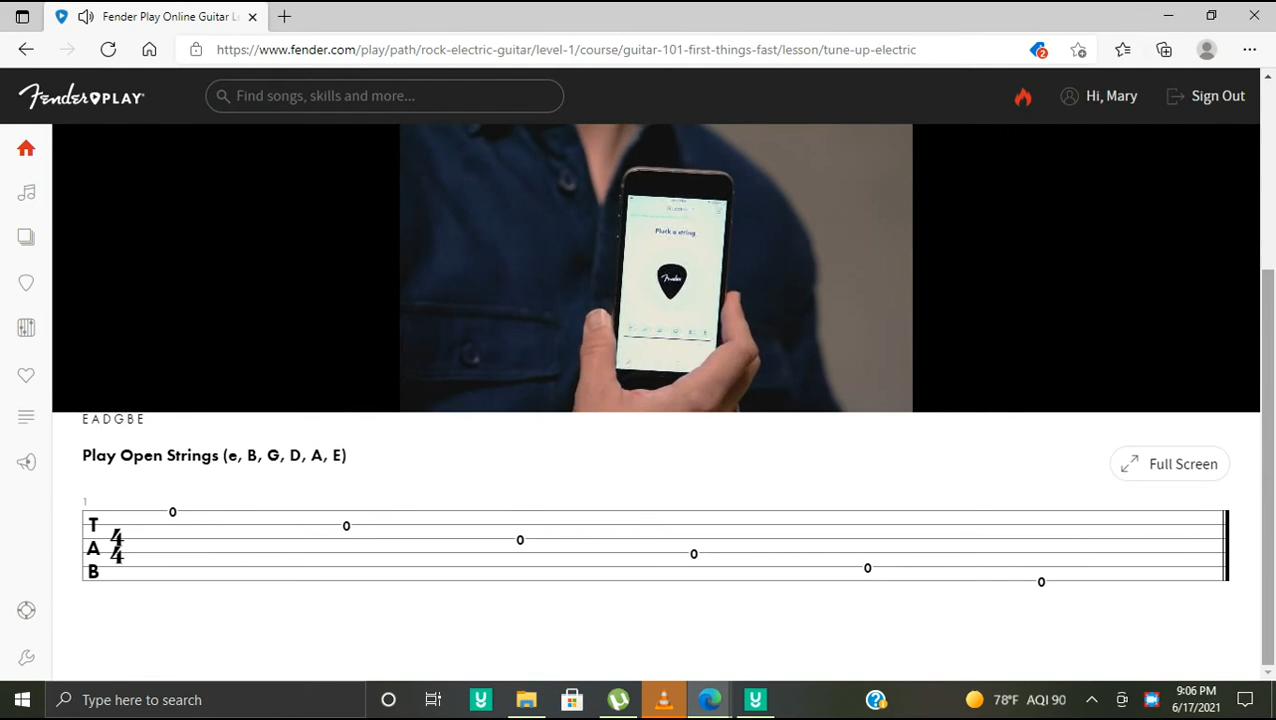 Fender Play Online Guitar L
https://www.fender.com/play/path/rock-electric-guitar/level-1/course/guitar-101-first-things-fast/lesson/tune-up-electric
2
Fender PLAY
Find songs, skills and more...
Hi, Mary
Sign Out
Pluck a string
Fender
E A D G B E
Play Open Strings (e, B, G, D, A, E)
Full Screen
1
T A B
4 4
0 0 0 0 0 0
Type here to search
78°F AQI 90
9:06 PM
6/17/2021